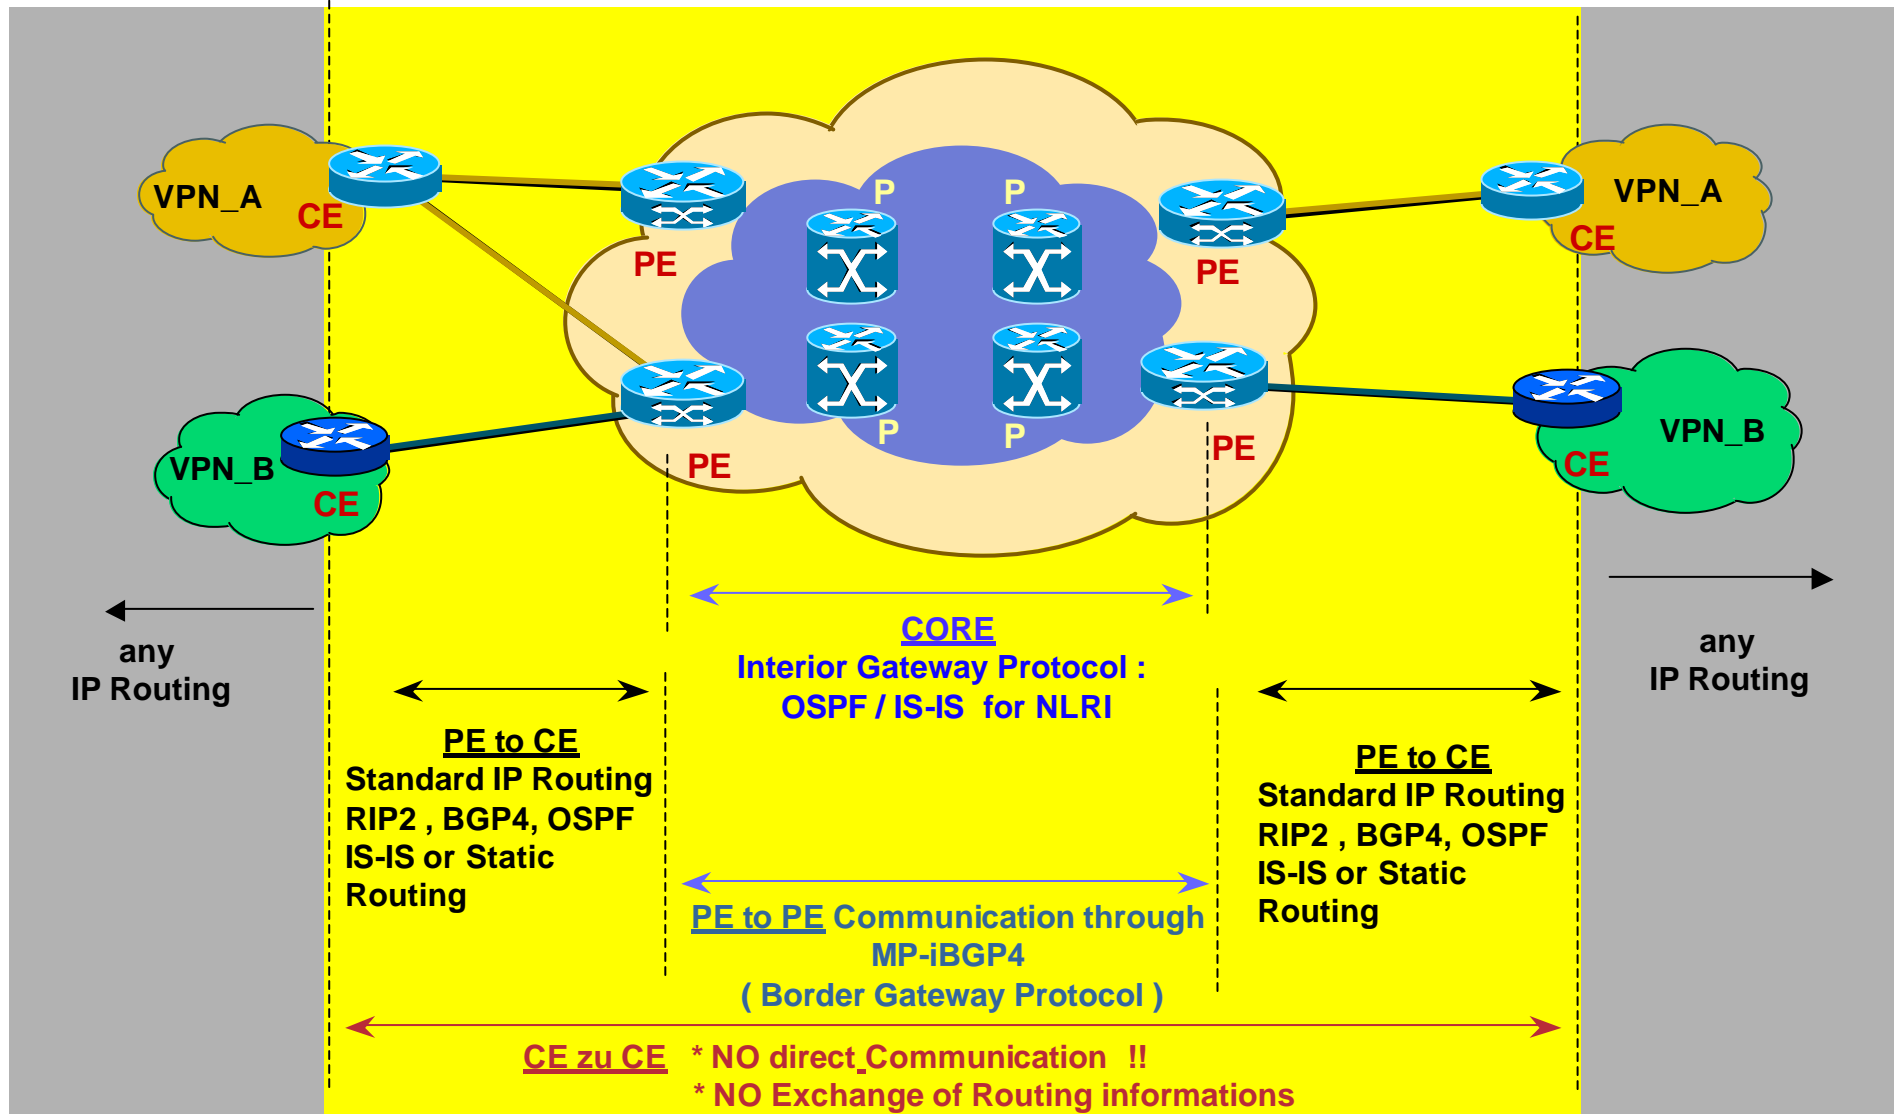 P
P
VPN_A
CE
PE
PE
VPN_A
CE
VPN_B
CE
PE
P
P
PE
VPN_B
CE
any
IP Routing
CORE
Interior Gateway Protocol :
OSPF / IS-IS for NLRI
any
IP Routing
PE to CE
Standard IP Routing
RIP2 , BGP4, OSPF
IS-IS or Static
Routing
PE to CE
Standard IP Routing
RIP2 , BGP4, OSPF
IS-IS or Static
Routing
PE to PE Communication through
MP-iBGP4
( Border Gateway Protocol )
CE zu CE * NO direct Communication !!
* NO Exchange of Routing informations